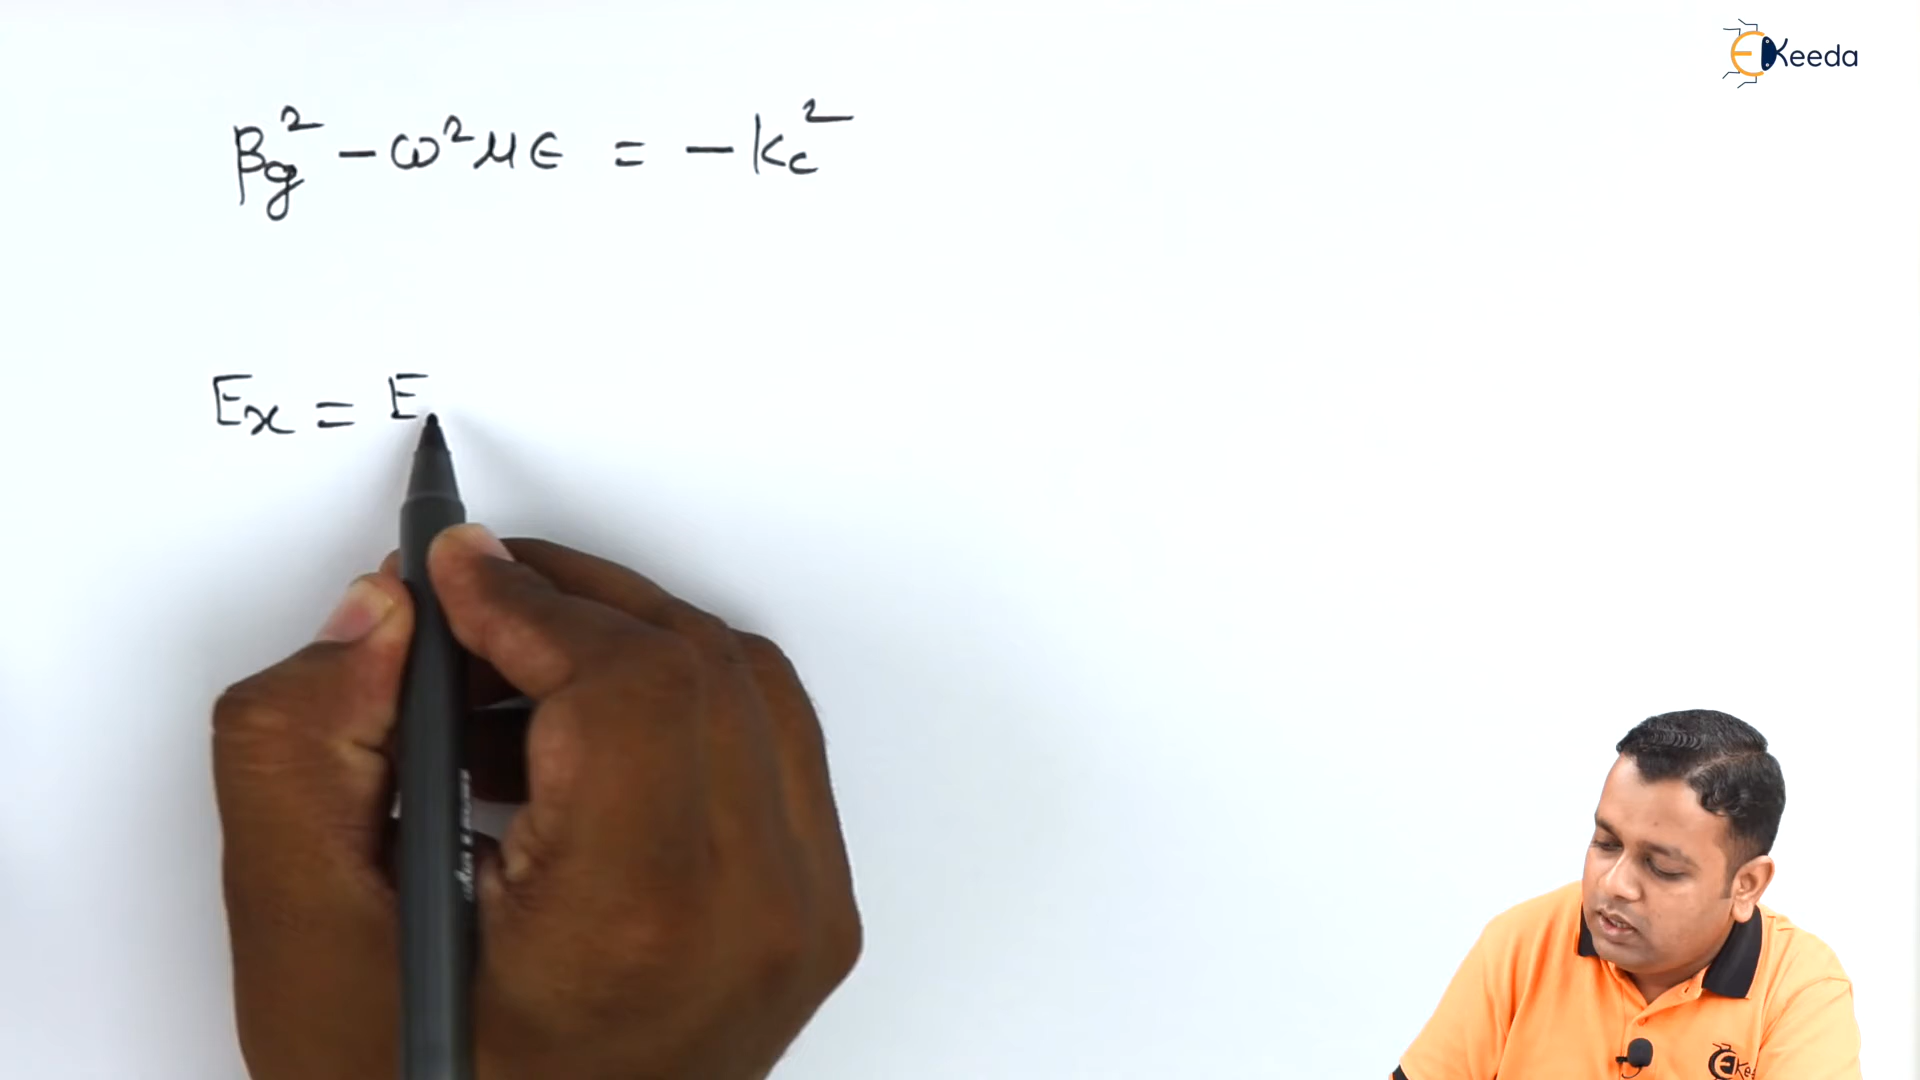 EKeeda
βg² - ω²με = -Kc²
Ex = E